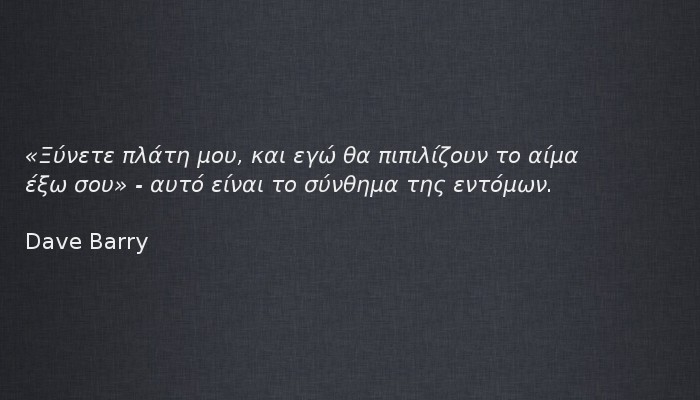 «Ξύνετε πλάτη μου, και εγώ θα πιπιλίζουν το αίμα
έξω σου» - αυτό είναι το σύνθημα της εντόμων.
Dave Barry